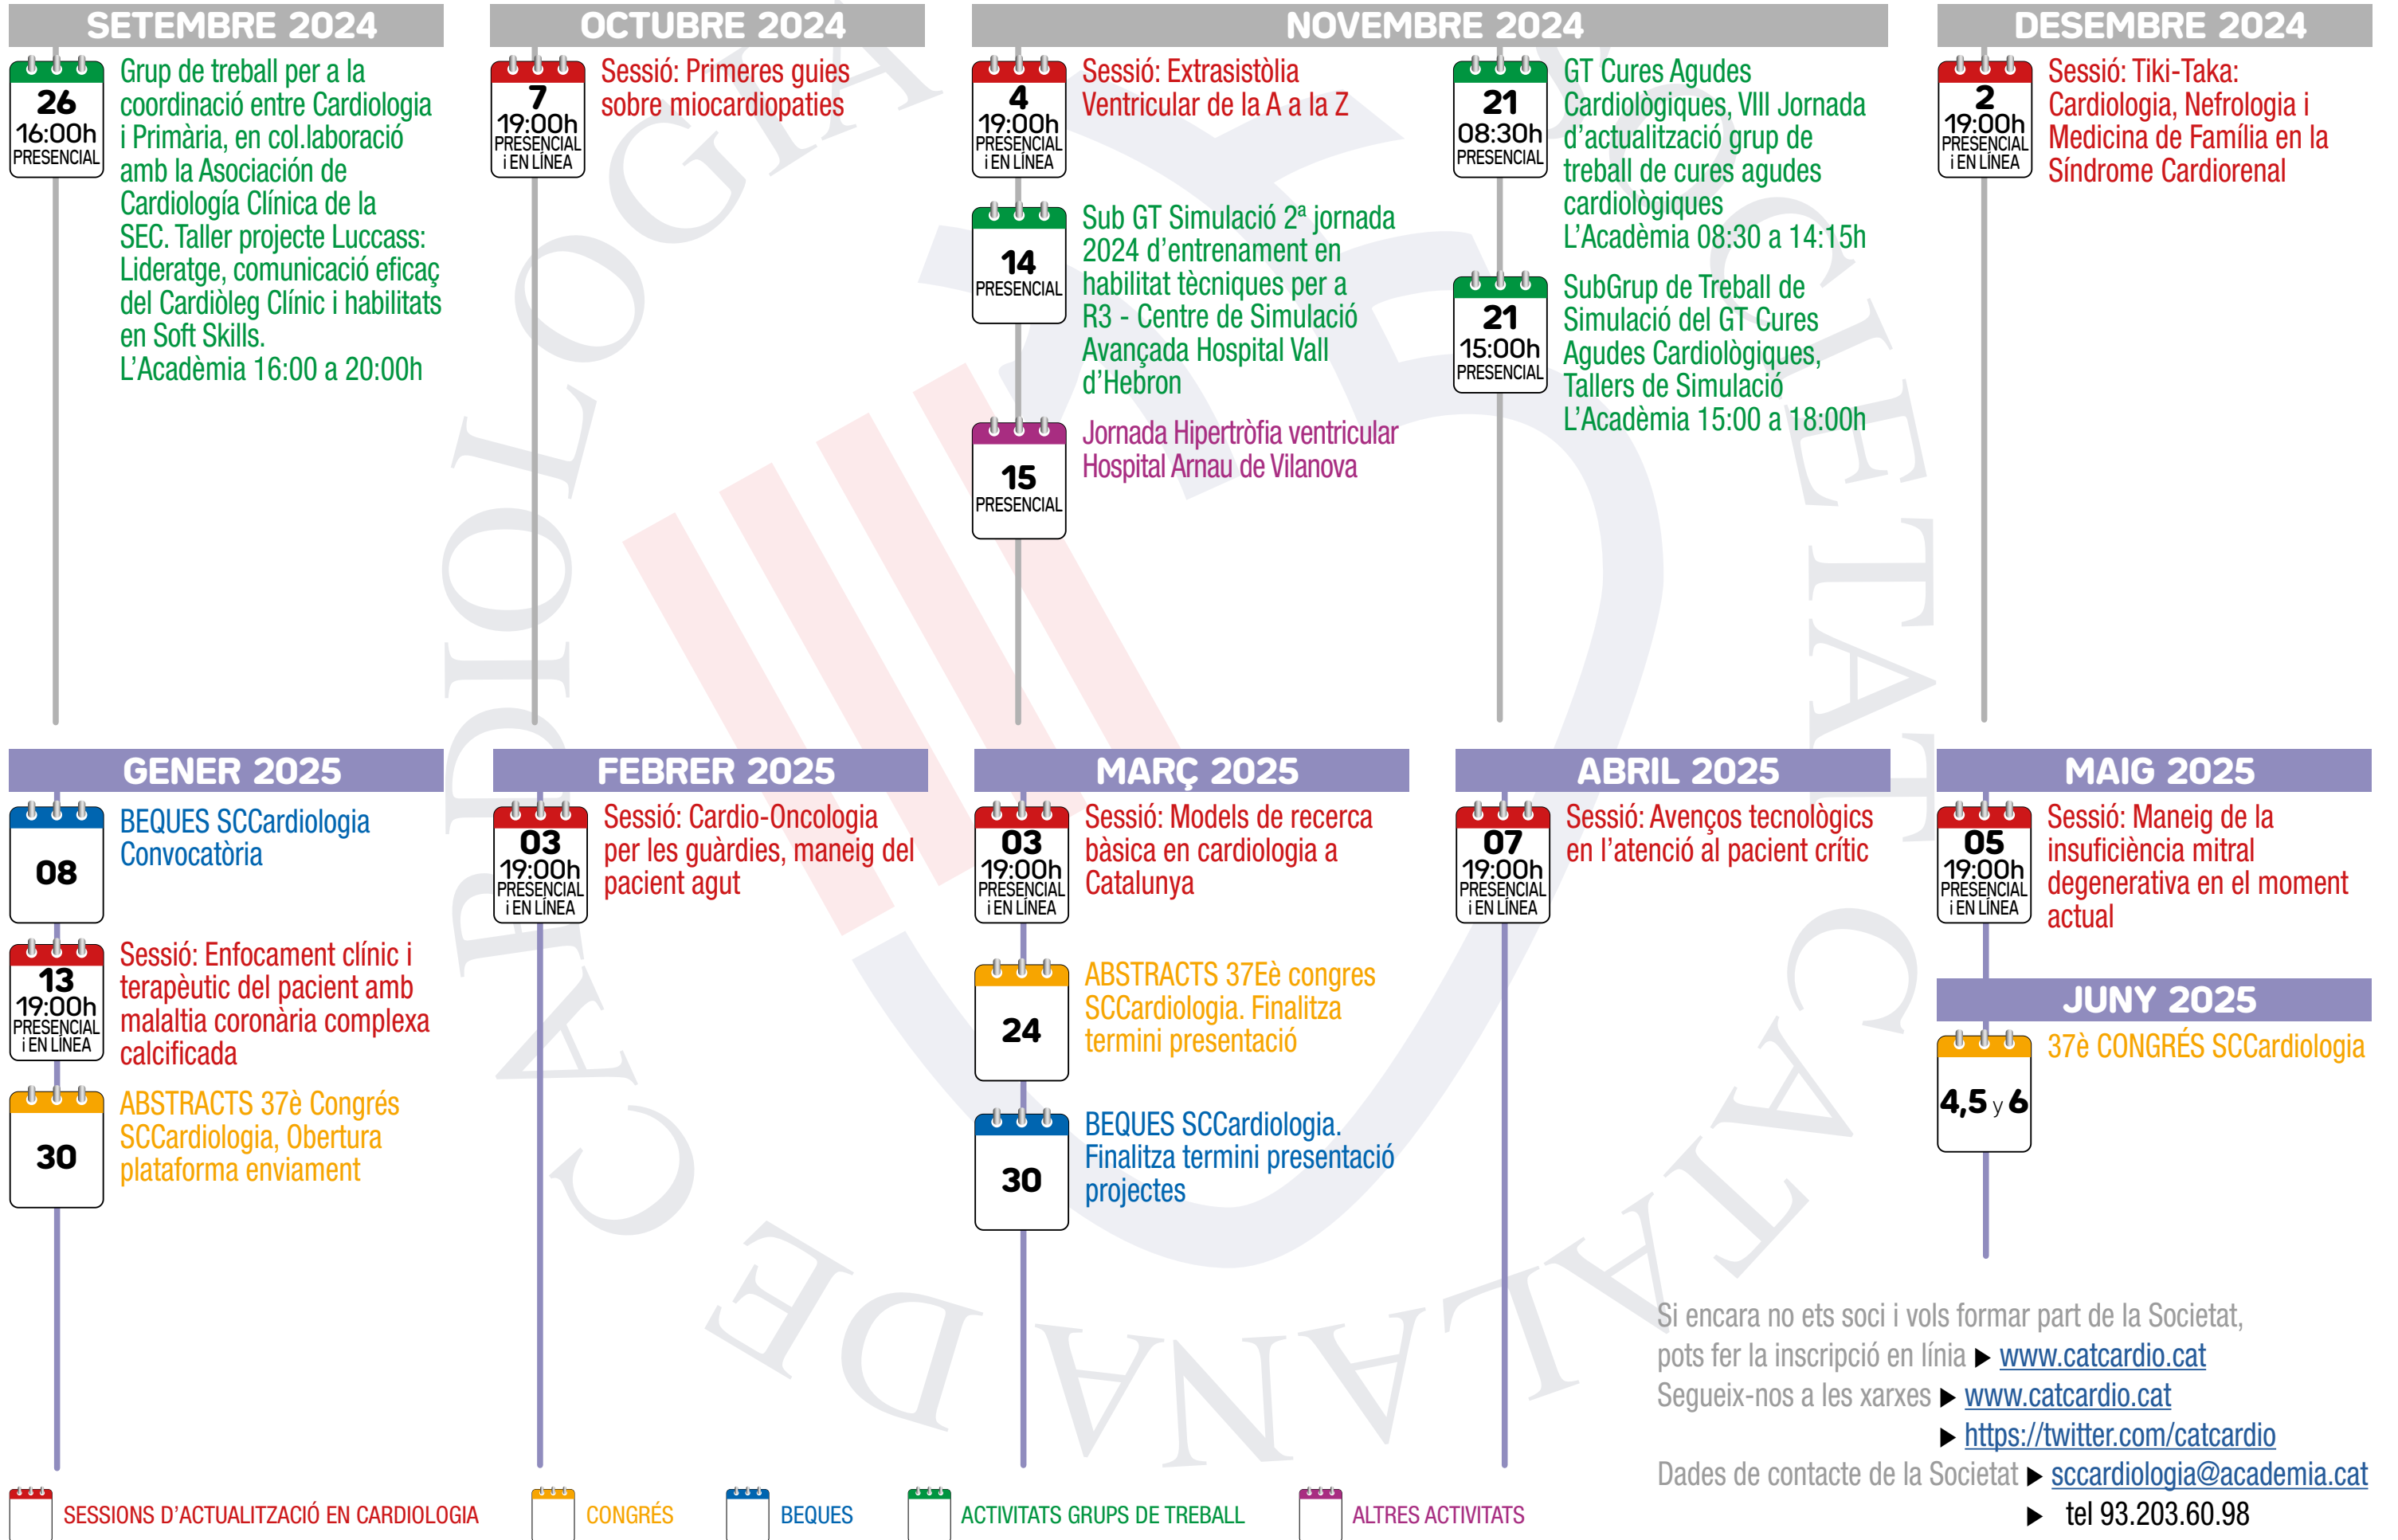 SETEMBRE 2024
26
16:00h
PRESENCIAL
Grup de treball per a la
coordinació entre Cardiologia
i Primària, en col.laboració
amb la Asociación de
Cardiología Clínica de la
SEC. Taller projecte Luccass:
Lideratge, comunicació eficaç
del Cardiòleg Clínic i habilitats
en Soft Skills.
L'Acadèmia 16:00 a 20:00h
OCTUBRE 2024
7
19:00h
PRESENCIAL
i EN LÍNEA
Sessió: Primeres guies
sobre miocardiopaties
NOVEMBRE 2024
4
19:00h
PRESENCIAL
i EN LÍNEA
Sessió: Extrasistòlia
Ventricular de la A a la Z
14
PRESENCIAL
Sub GT Simulació 2ª jornada
2024 d'entrenament en
habilitat tècniques per a
R3 - Centre de Simulació
Avançada Hospital Vall
d'Hebron
15
PRESENCIAL
Jornada Hipertròfia ventricular
Hospital Arnau de Vilanova
21
08:30h
PRESENCIAL
GT Cures Agudes
Cardiològiques, VIII Jornada
d'actualització grup de
treball de cures agudes
cardiològiques
L'Acadèmia 08:30 a 14:15h
21
15:00h
PRESENCIAL
SubGrup de Treball de
Simulació del GT Cures
Agudes Cardiològiques,
Tallers de Simulació
L'Acadèmia 15:00 a 18:00h
DESEMBRE 2024
2
19:00h
PRESENCIAL
i EN LÍNEA
Sessió: Tiki-Taka:
Cardiologia, Nefrologia i
Medicina de Família en la
Síndrome Cardiorenal
GENER 2025
08
BEQUES SCCardiologia
Convocatòria
13
19:00h
PRESENCIAL
i EN LÍNEA
Sessió: Enfocament clínic i
terapèutic del pacient amb
malaltia coronària complexa
calcificada
30
ABSTRACTS 37è Congrés
SCCardiologia, Obertura
plataforma enviament
FEBRER 2025
03
19:00h
PRESENCIAL
i EN LÍNEA
Sessió: Cardio-Oncologia
per les guàrdies, maneig del
pacient agut
MARÇ 2025
03
19:00h
PRESENCIAL
i EN LÍNEA
Sessió: Models de recerca
bàsica en cardiologia a
Catalunya
24
ABSTRACTS 37Eè congres
SCCardiologia. Finalitza
termini presentació
30
BEQUES SCCardiologia.
Finalitza termini presentació
projectes
ABRIL 2025
07
19:00h
PRESENCIAL
i EN LÍNEA
Sessió: Avenços tecnològics
en l'atenció al pacient crític
MAIG 2025
05
19:00h
PRESENCIAL
i EN LÍNEA
Sessió: Maneig de la
insuficiència mitral
degenerativa en el moment
actual
JUNY 2025
4,5 y 6
37è CONGRÉS SCCardiologia
Si encara no ets soci i vols formar part de la Societat,
pots fer la inscripció en línia ▶ www.catcardio.cat
Segueix-nos a les xarxes ▶ www.catcardio.cat
▶ https://twitter.com/catcardio
Dades de contacte de la Societat ▶ sccardiologia@academia.cat
▶ tel 93.203.60.98
SESSIONS D'ACTUALITZACIÓ EN CARDIOLOGIA
CONGRÉS
BEQUES
ACTIVITATS GRUPS DE TREBALL
ALTRES ACTIVITATS
SOCIETAT CATALANA DE CARDIOLOGIA